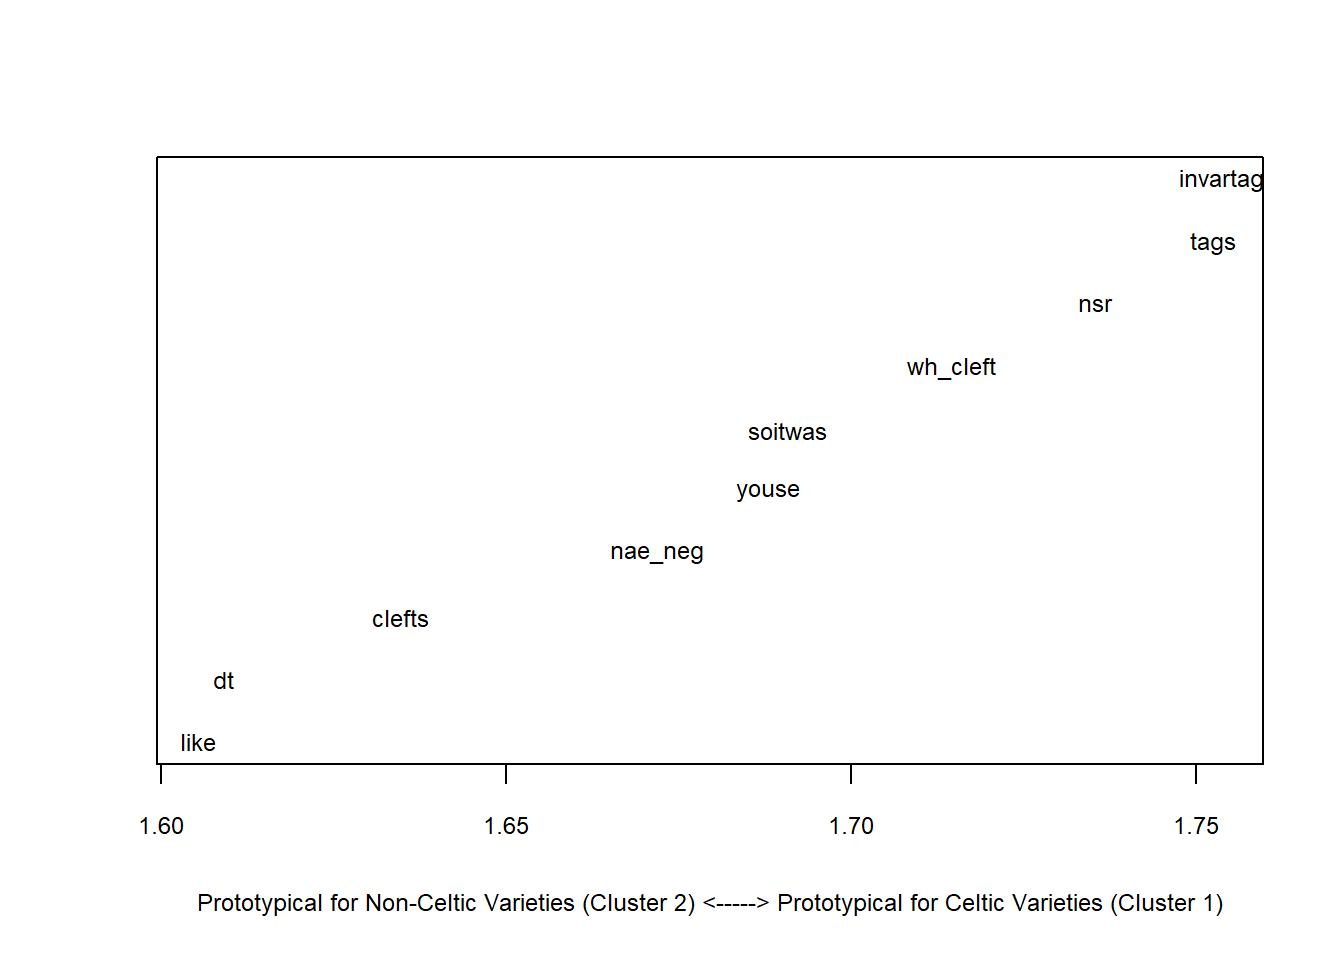 invartag
tags
nsr
wh_cleft
soitwas
youse
nae_neg
clefts
dt
like
1.60 1.65 1.70 1.75
Prototypical for Non-Celtic Varieties (Cluster 2) <-----> Prototypical for Celtic Varieties (Cluster 1)